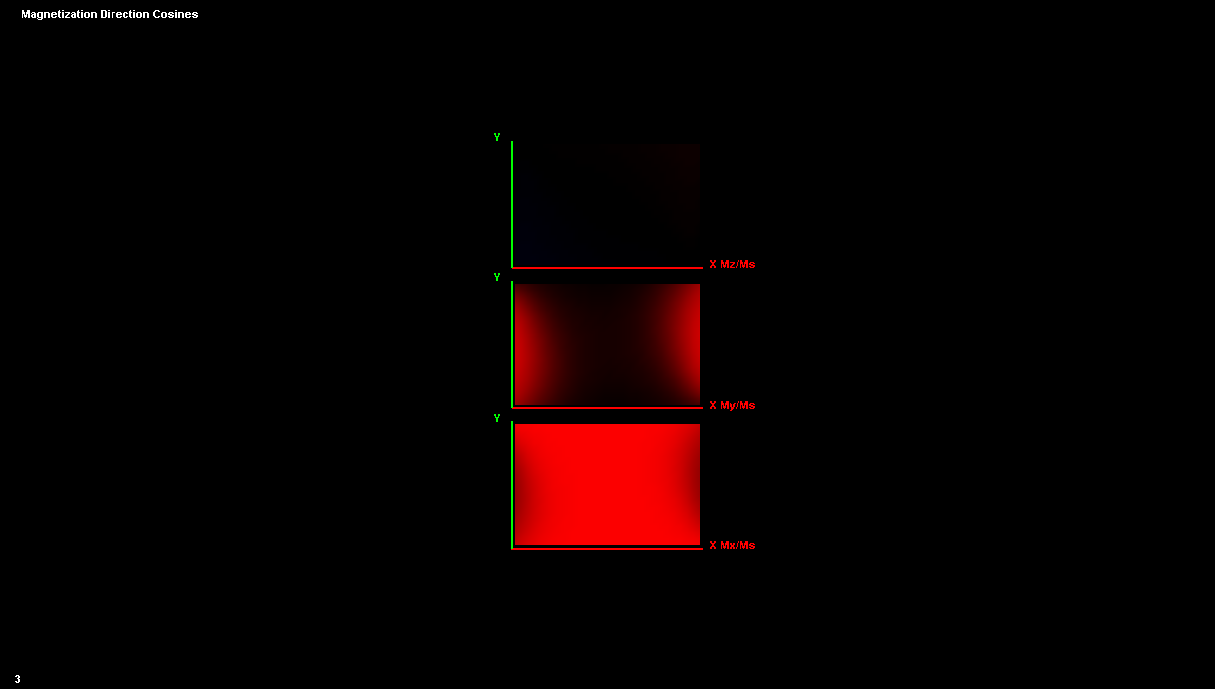 Magnetization Direction Cosines
Y
X Mz/Ms
Y
X My/Ms
Y
X Mx/Ms
3